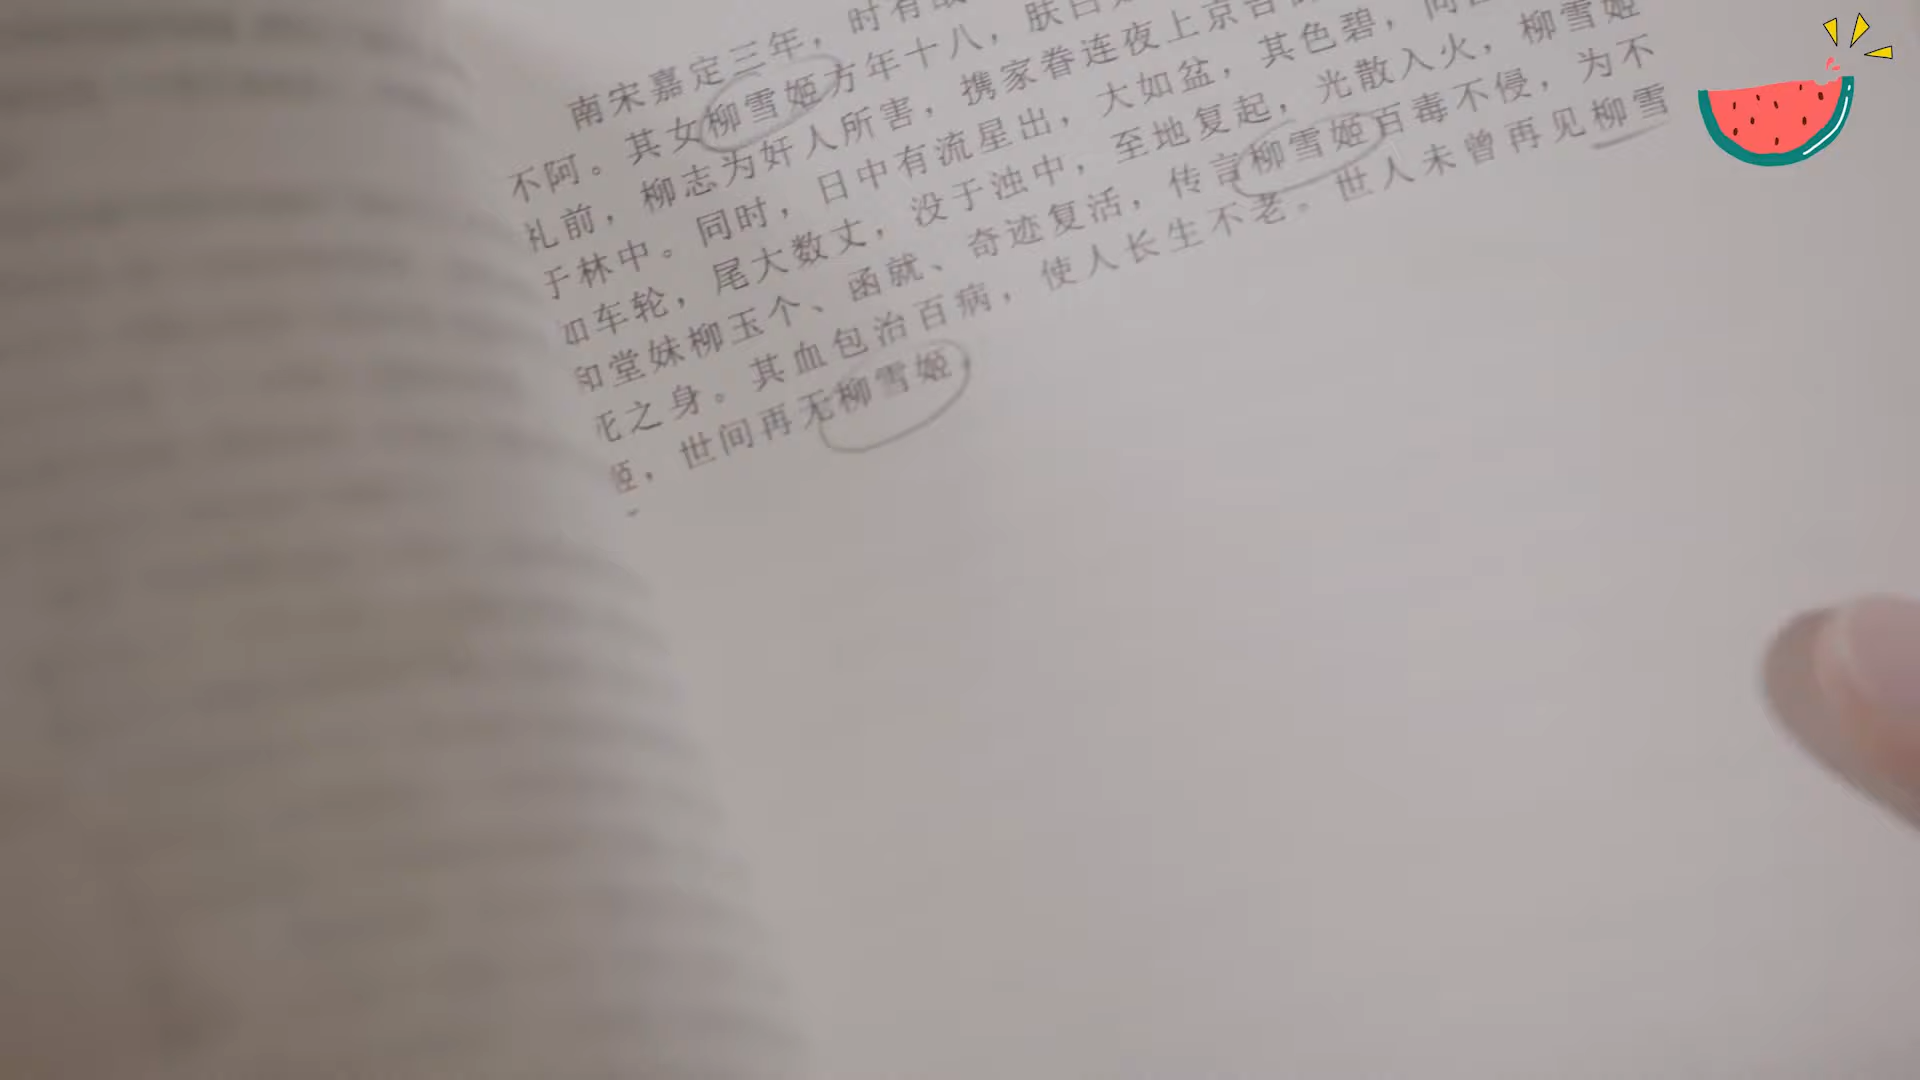 南宋嘉定三年，时有
不阿。其女柳雪姬方年十八，肤白
礼前，柳志为奸人所害，携家眷连夜上京告
于林中。同时，日中有流星出，大如盆，其色碧，向
如车轮，尾大数丈，没于浊中，至地复起，光散入火，柳雪姬
和堂妹柳玉个、函就、奇迹复活，传言柳雪姬百毒不侵，为不
死之身。其血包治百病，使人长生不老。世人未曾再见柳雪
姬，世间再无柳雪姬。